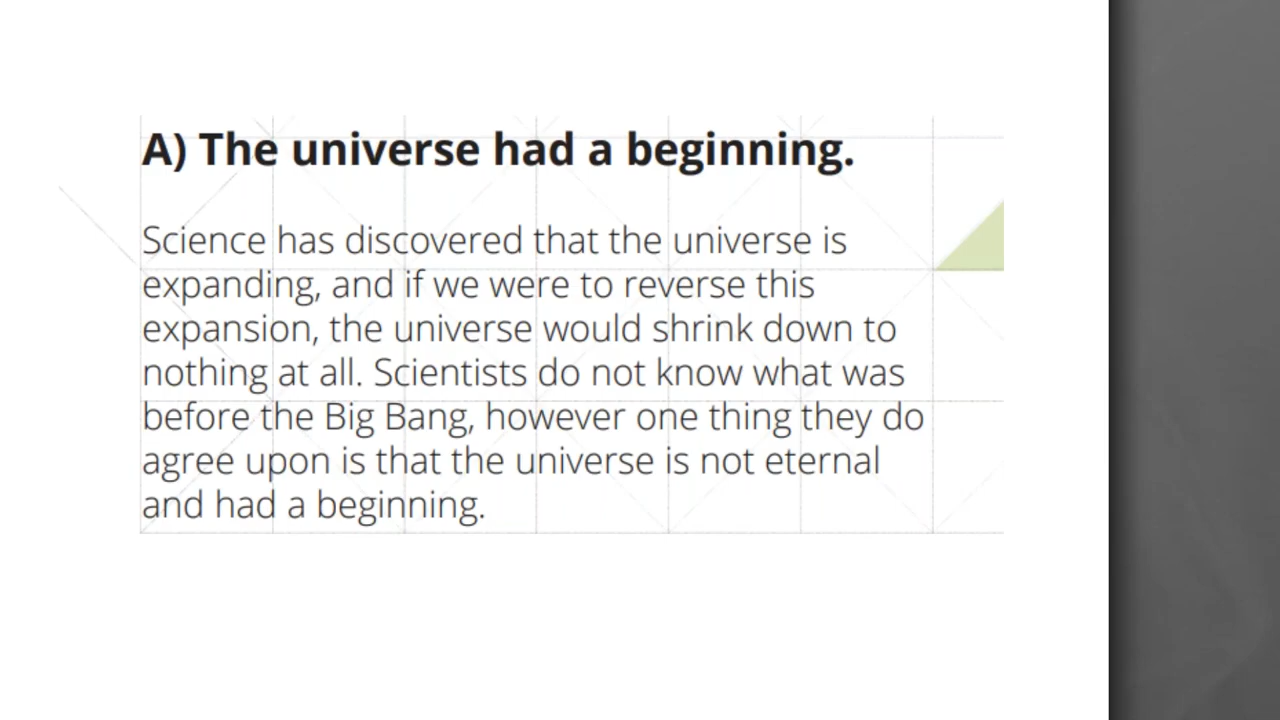 A) The universe had a beginning.
Science has discovered that the universe is
expanding, and if we were to reverse this
expansion, the universe would shrink down to
nothing at all. Scientists do not know what was
before the Big Bang, however one thing they do
agree upon is that the universe is not eternal
and had a beginning.